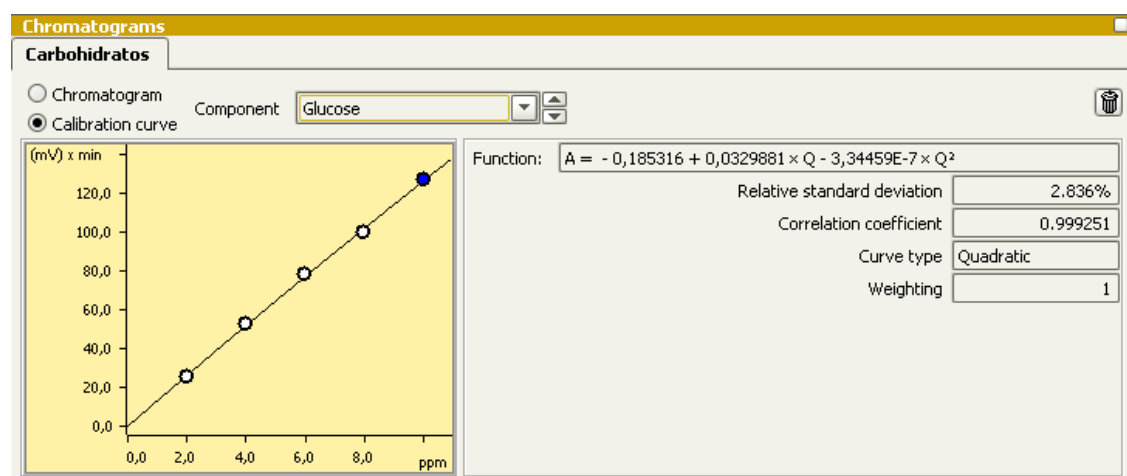 Chromatograms
Carbohidratos
Chromatogram
Calibration curve
Component
Glucose
(mV) x min
120,0
100,0
80,0
60,0
40,0
20,0
0,0
0,0 2,0 4,0 6,0 8,0 ppm
Function: A = - 0,185316 + 0,0329881 × Q - 3,34459E-7 × Q²
Relative standard deviation 2.836%
Correlation coefficient 0.999251
Curve type Quadratic
Weighting 1